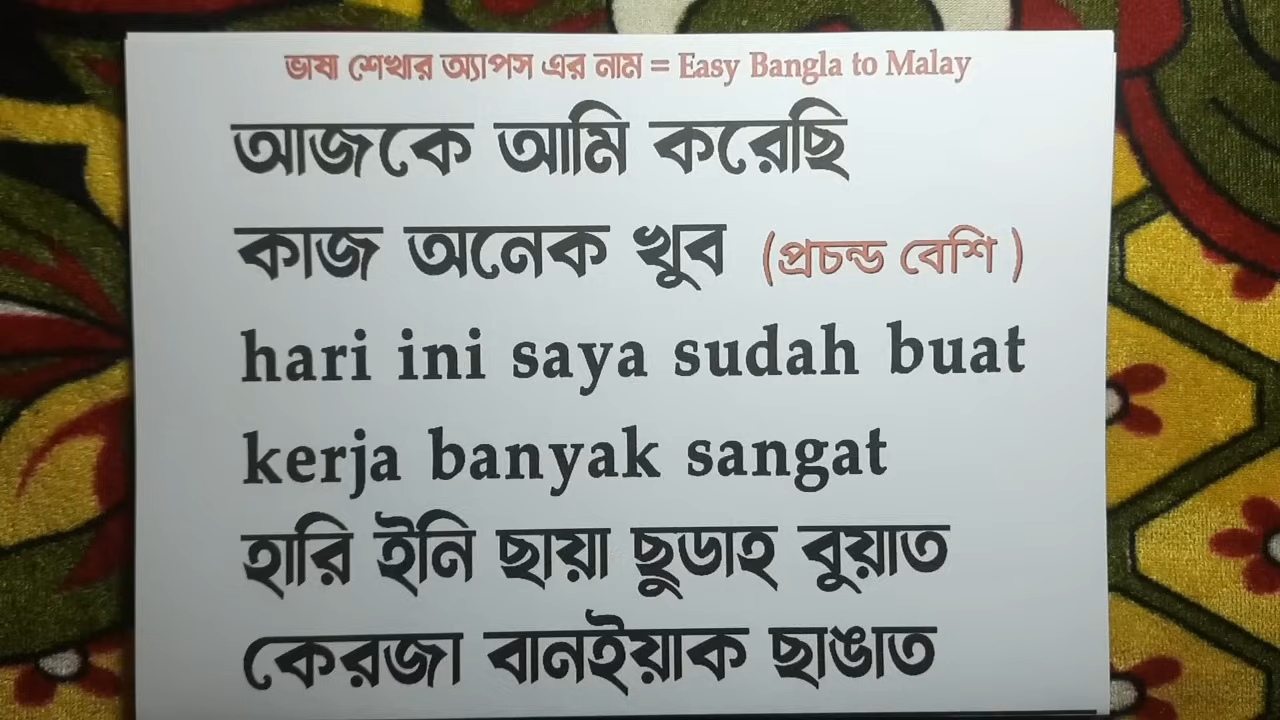 ভাষা শেখার অ্যাপস এর নাম = Easy Bangla to Malay
আজকে আমি করেছি
কাজ অনেক খুব (প্রচন্ড বেশি )
hari ini saya sudah buat
kerja banyak sangat
হারি ইনি ছায়া ছুডাহ বুয়াত
কেরজা বানইয়াক ছাঙাত